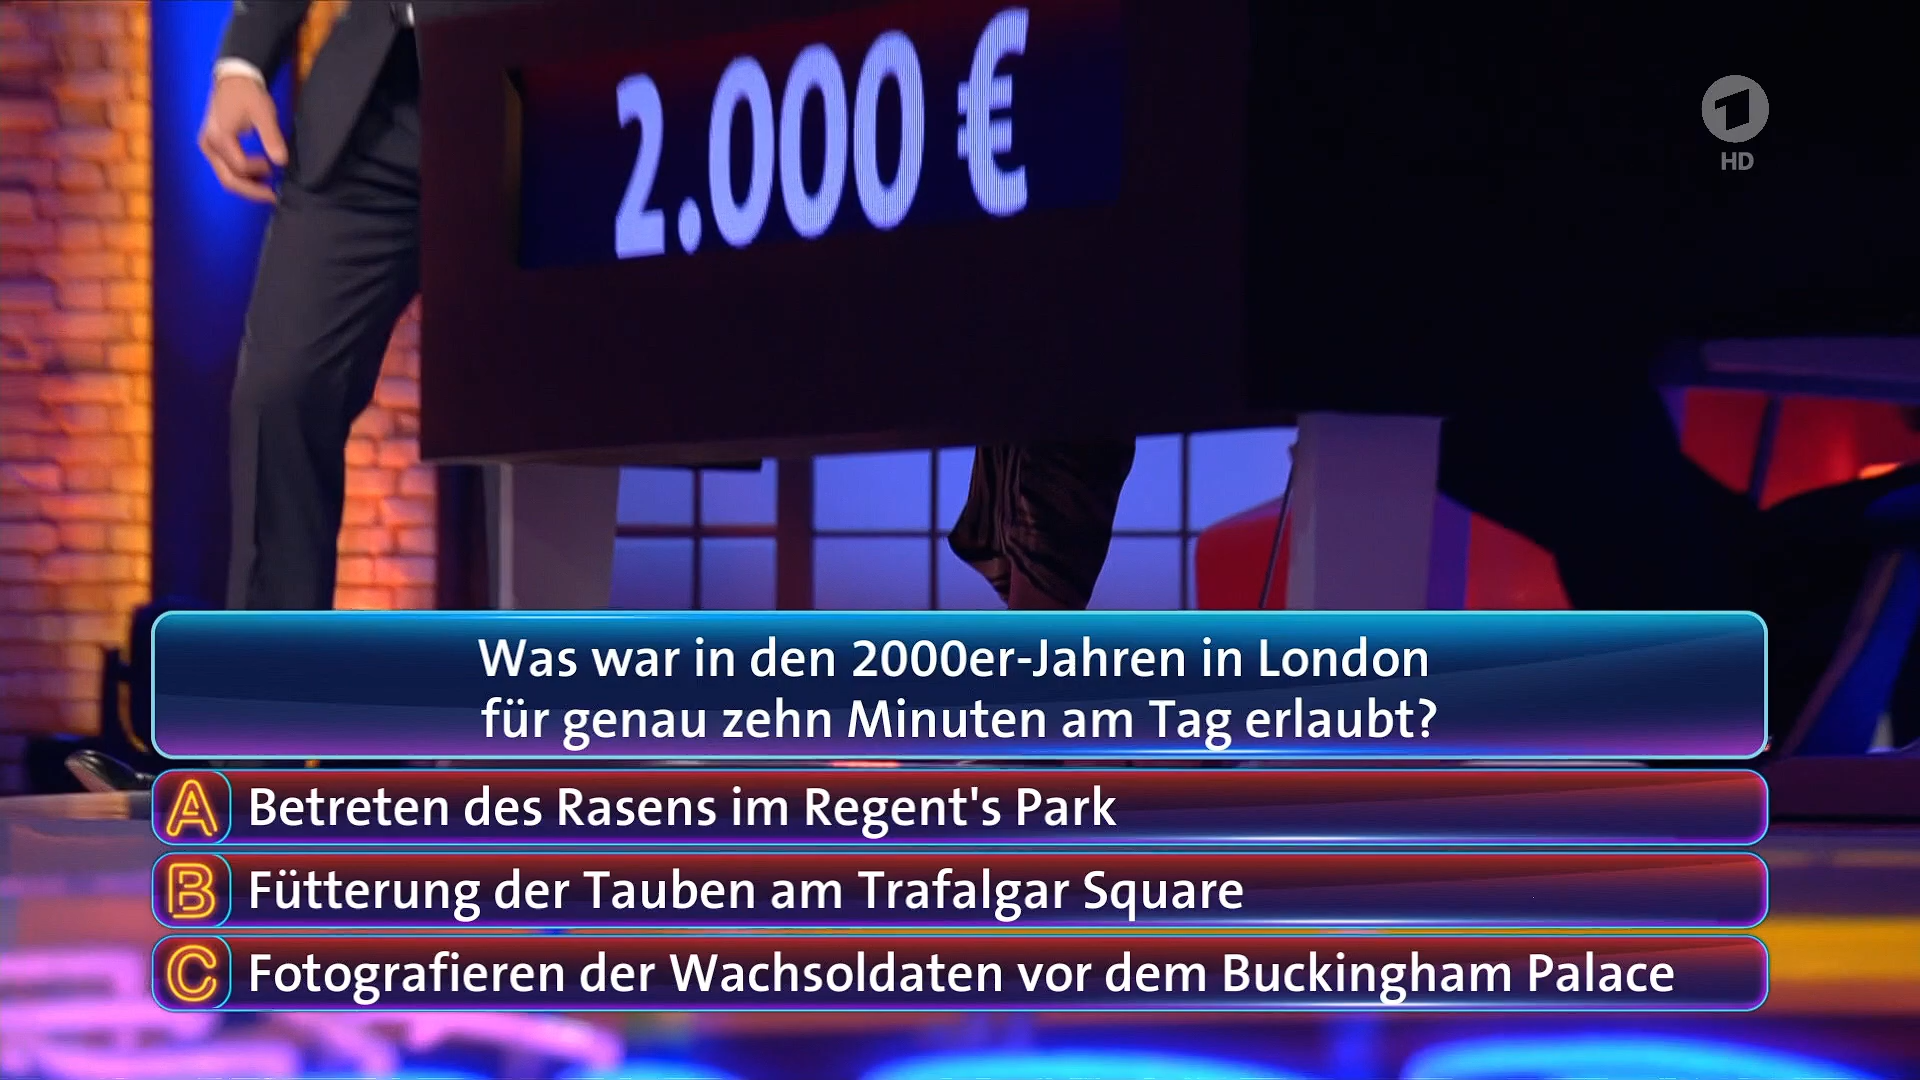 2.000 €
1
HD
Was war in den 2000er-Jahren in London
für genau zehn Minuten am Tag erlaubt?
A Betreten des Rasens im Regent's Park
B Fütterung der Tauben am Trafalgar Square
C Fotografieren der Wachsoldaten vor dem Buckingham Palace